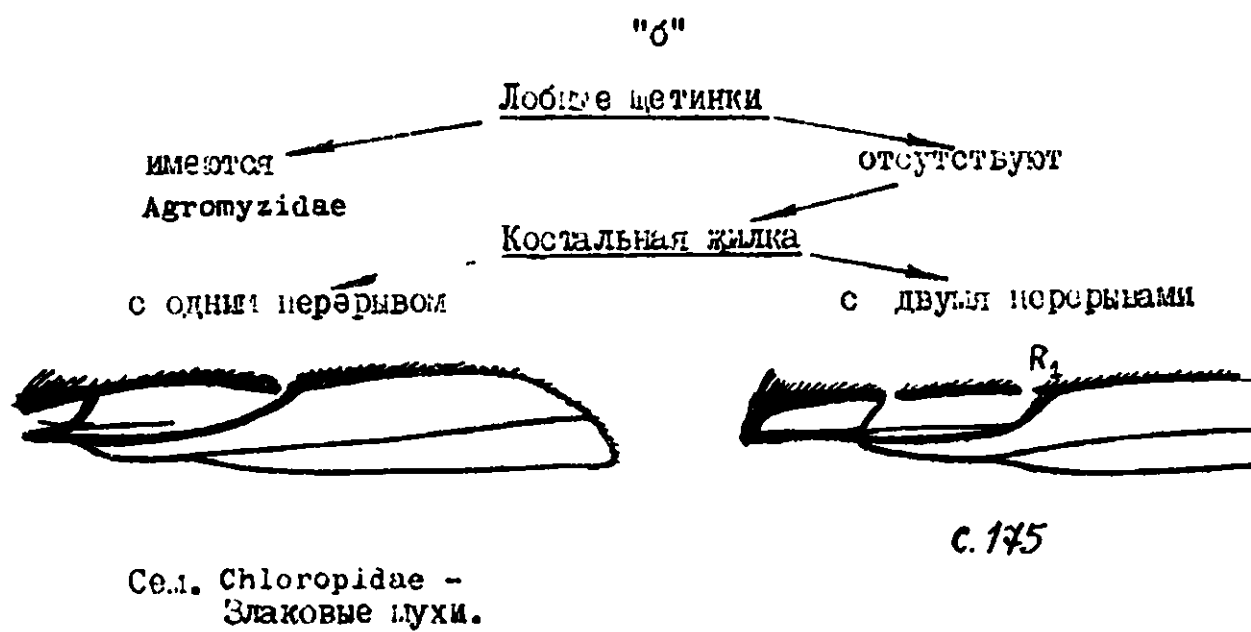 "б"
Лобные щетинки
имеются отсутствуют
Agromyzidae
Костальная жилка
с одним перерывом с двумя перерывами
R1
с. 175
Сем. Chloropidae -
Злаковые мухи.